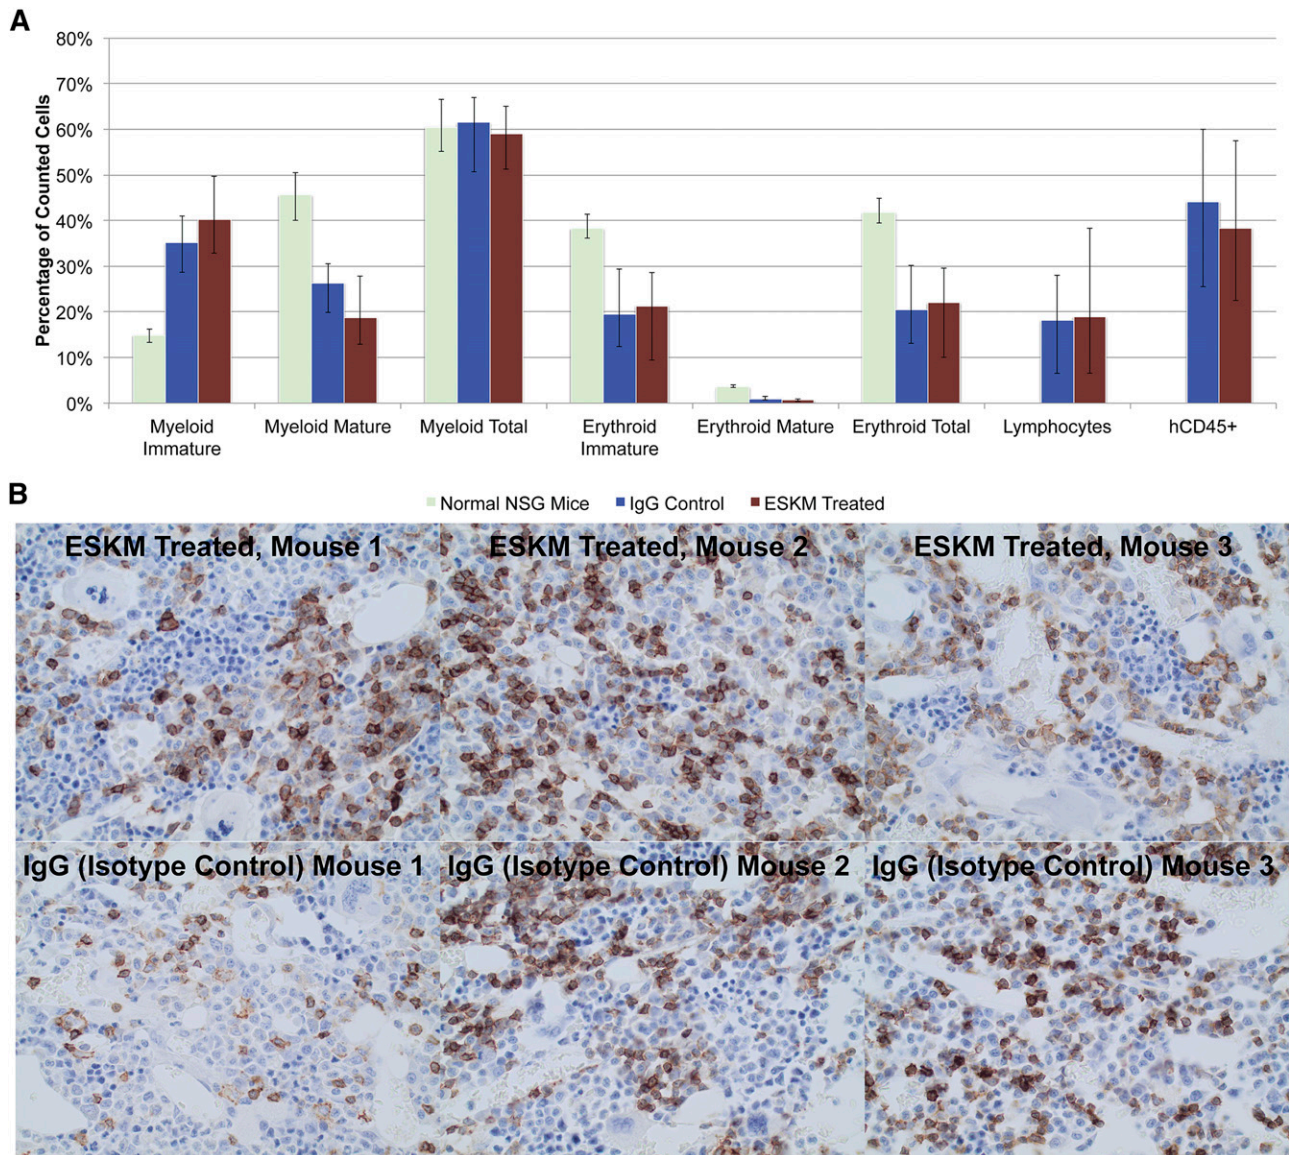 A
Percentage of Counted Cells
80%
70%
60%
50%
40%
30%
20%
10%
0%
Myeloid Immature
Myeloid Mature
Myeloid Total
Erythroid Immature
Erythroid Mature
Erythroid Total
Lymphocytes
hCD45+
Normal NSG Mice
IgG Control
ESKM Treated
B
ESKM Treated, Mouse 1
ESKM Treated, Mouse 2
ESKM Treated, Mouse 3
IgG (Isotype Control) Mouse 1
IgG (Isotype Control) Mouse 2
IgG (Isotype Control) Mouse 3